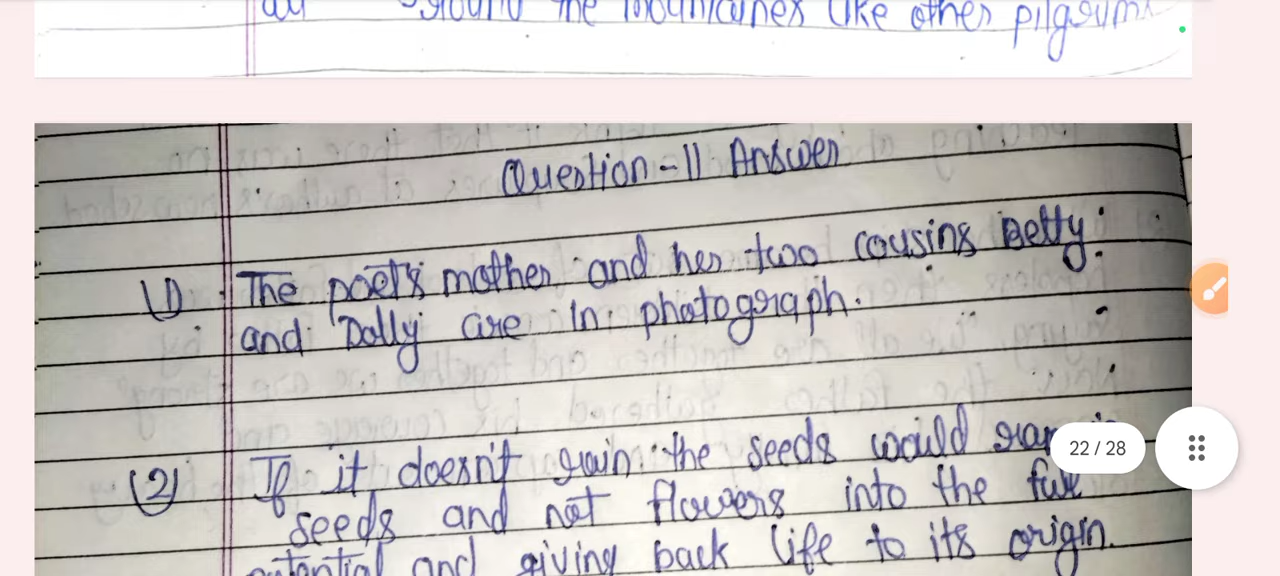 ground the like other pilgrims
Question - 11 Answer
(1) The poet's mother and her two cousins Betty
and Dolly are in photograph.
(2) If it doesn't rain the seeds would
seeds and not flowers into the full
and giving back life to its origin.
22 / 28